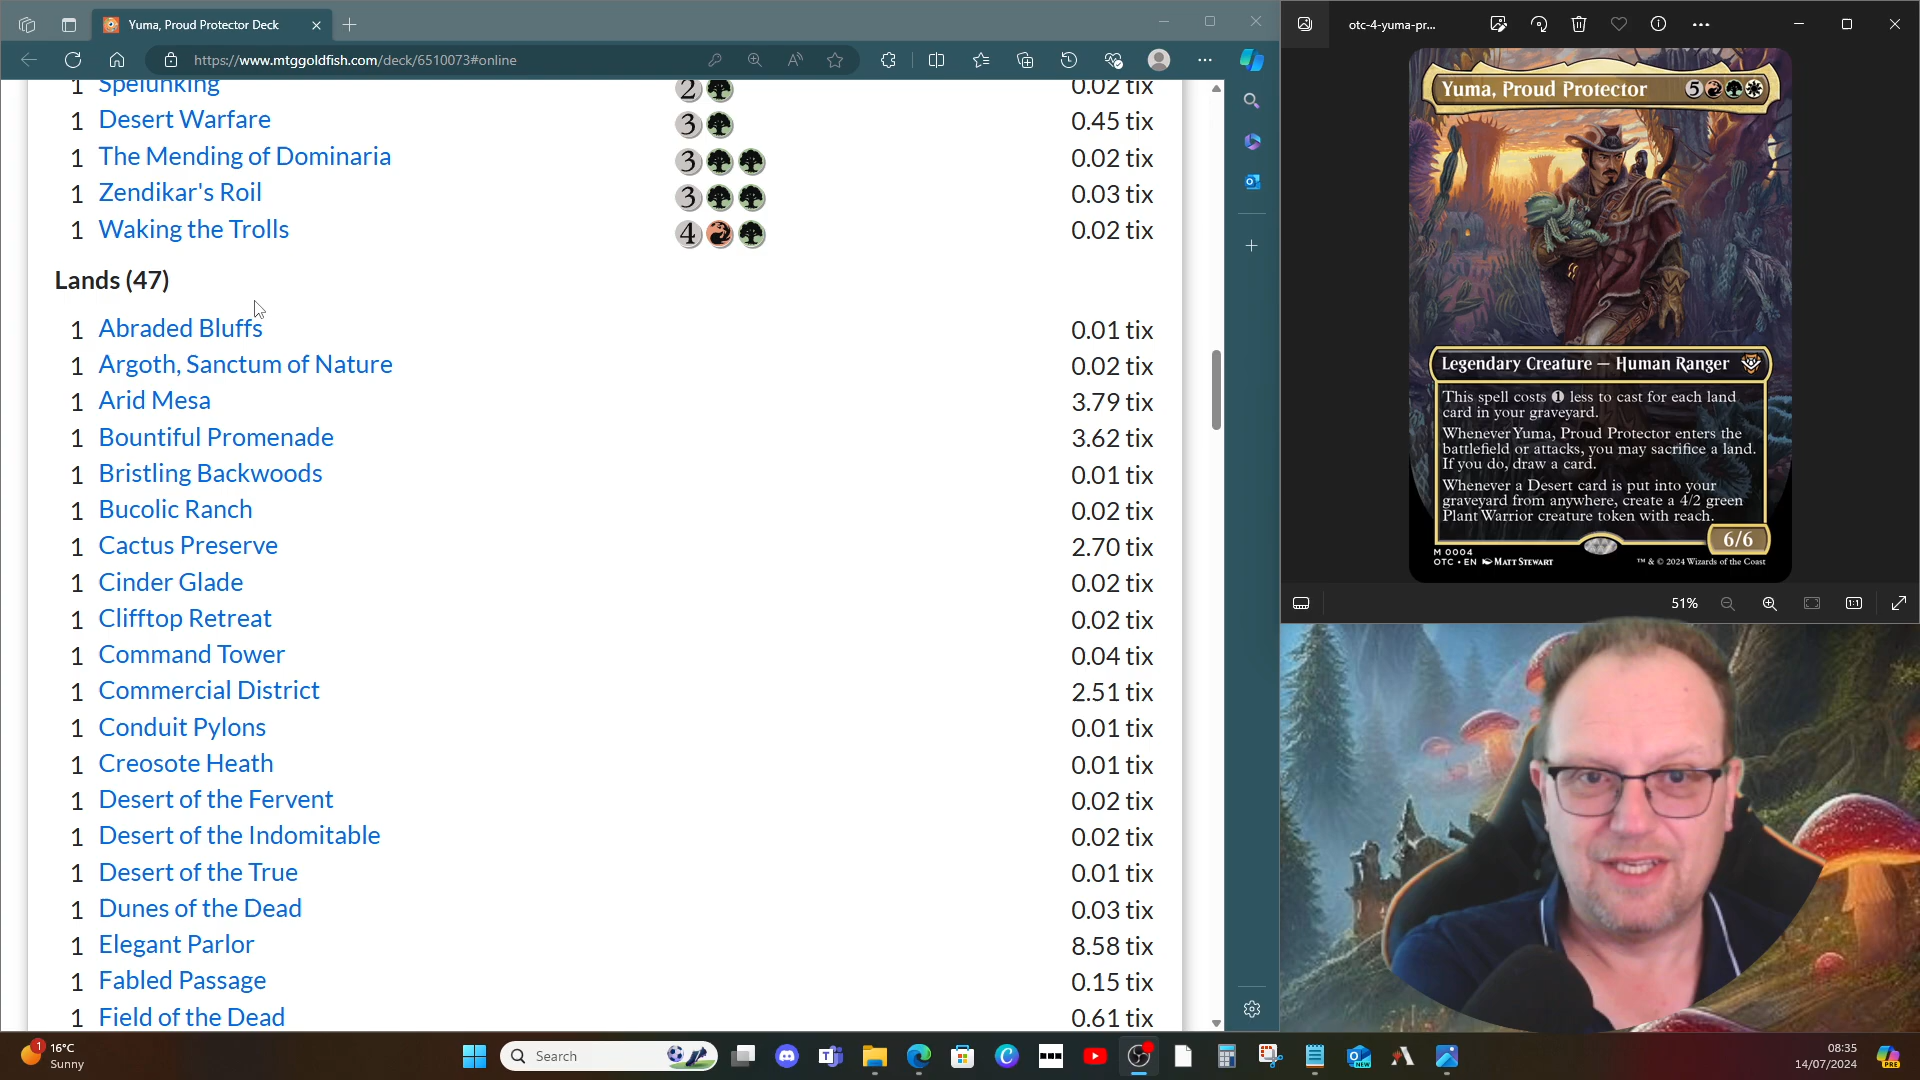 Yuma, Proud Protector Deck
https://www.mtggoldfish.com/deck/6510073#online
1 Spelunking 2 0.02 tix
1 Desert Warfare 3 0.45 tix
1 The Mending of Dominaria 3 0.02 tix
1 Zendikar's Roil 3 0.03 tix
1 Waking the Trolls 4 0.02 tix
Lands (47)
1 Abraded Bluffs 0.01 tix
1 Argoth, Sanctum of Nature 0.02 tix
1 Arid Mesa 3.79 tix
1 Bountiful Promenade 3.62 tix
1 Bristling Backwoods 0.01 tix
1 Bucolic Ranch 0.02 tix
1 Cactus Preserve 2.70 tix
1 Cinder Glade 0.02 tix
1 Clifftop Retreat 0.02 tix
1 Command Tower 0.04 tix
1 Commercial District 2.51 tix
1 Conduit Pylons 0.01 tix
1 Creosote Heath 0.01 tix
1 Desert of the Fervent 0.02 tix
1 Desert of the Indomitable 0.02 tix
1 Desert of the True 0.01 tix
1 Dunes of the Dead 0.03 tix
1 Elegant Parlor 8.58 tix
1 Fabled Passage 0.15 tix
1 Field of the Dead 0.61 tix
otc-4-yuma-pr...
Yuma, Proud Protector 5
Legendary Creature — Human Ranger
This spell costs 1 less to cast for each land
card in your graveyard.
Whenever Yuma, Proud Protector enters the
battlefield or attacks, you may sacrifice a land.
If you do, draw a card.
Whenever a Desert card is put into your
graveyard from anywhere, create a 4/2 green
Plant Warrior creature token with reach.
6/6
M 0004
OTC • EN MATT STEWART
™ & © 2024 Wizards of the Coast
51%
1:1
1
16°C
Sunny
Search
NEW
08:35
14/07/2024
PRE